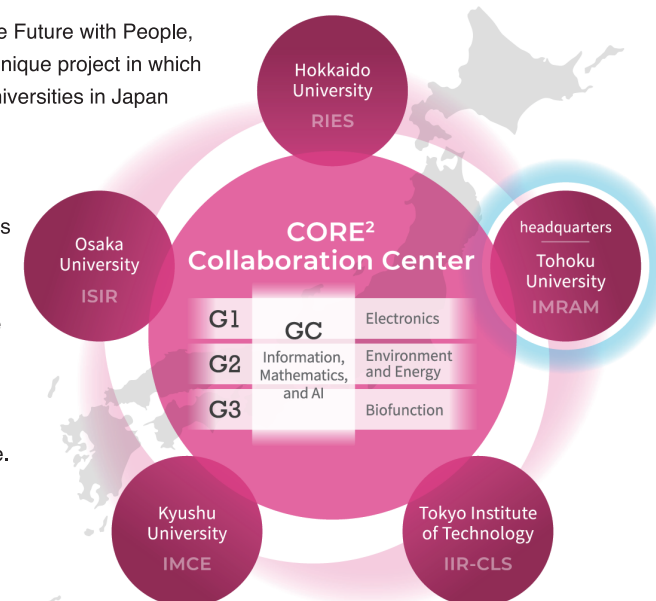 e Future with People,
nique project in which
niversities in Japan
s
e.
Hokkaido
University
RIES
headquarters
Tohoku
University
IMRAM
Osaka
University
ISIR
CORE²
Collaboration Center
G1
G2
G3
GC
Information,
Mathematics,
and AI
Electronics
Environment
and Energy
Biofunction
Kyushu
University
IMCE
Tokyo Institute
of Technology
IIR-CLS